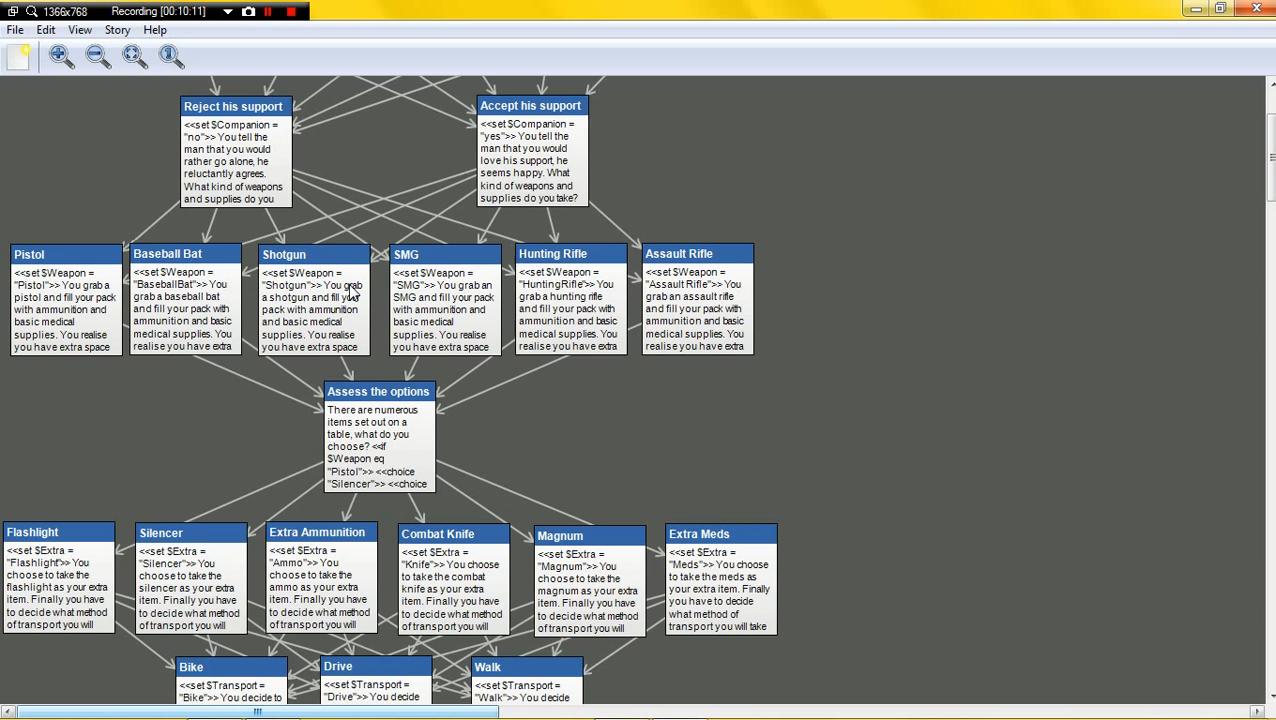 1366x768 [00:10:11]
File Edit View Story Help
Reject his support
<<set $Companion =
"no">> You tell the
man that you would
rather go alone, he
reluctantly agrees.
What kind of weapons
and supplies do you
Accept his support
<<set $Companion =
"yes">> You tell the
man that you would
love his support, he
seems happy. What
kind of weapons and
supplies do you take?
Pistol
<<set $Weapon =
"Pistol">> You grab a
pistol and fill your pack
with ammunition and
basic medical
supplies. You realise
you have extra space
Baseball Bat
<<set $Weapon =
"BaseballBat">> You
grab a baseball bat
and fill your pack with
ammunition and basic
medical supplies. You
realise you have extra
Shotgun
<<set $Weapon =
"Shotgun">> You grab
a shotgun and fill your
pack with ammunition
and basic medical
supplies. You realise
you have extra space
SMG
<<set $Weapon =
"SMG">> You grab an
SMG and fill your pack
with ammunition and
basic medical
supplies. You realise
you have extra space
Hunting Rifle
<<set $Weapon =
"HuntingRifle">> You
grab a hunting rifle
and fill your pack with
ammunition and basic
medical supplies. You
realise you have extra
Assault Rifle
<<set $Weapon =
"Assault Rifle">> You
grab an assault rifle
and fill your pack with
ammunition and basic
medical supplies. You
realise you have extra
Assess the options
There are numerous
items set out on a
table, what do you
choose? <<if
$Weapon eq
"Pistol">> <<choice
"Silencer">> <<choice
Flashlight
<<set $Extra =
"Flashlight">> You
choose to take the
flashlight as your extra
item. Finally you have
to decide what method
of transport you will
Silencer
<<set $Extra =
"Silencer">> You
choose to take the
silencer as your extra
item. Finally you have
to decide what method
of transport you will
Extra Ammunition
<<set $Extra =
"Ammo">> You
choose to take the
ammo as your extra
item. Finally you have
to decide what method
of transport you will
Combat Knife
<<set $Extra =
"Knife">> You choose
to take the combat
knife as your extra
item. Finally you have
to decide what method
of transport you will
Magnum
<<set $Extra =
"Magnum">> You
choose to take the
magnum as your extra
item. Finally you have
to decide what method
of transport you will
Extra Meds
<<set $Extra =
"Meds">> You choose
to take the meds as
your extra item. Finally
you have to decide
what method of
transport you will take
Bike
<<set $Transport =
"Bike">> You decide to
Drive
<<set $Transport =
"Drive">> You decide
Walk
<<set $Transport =
"Walk">> You decide